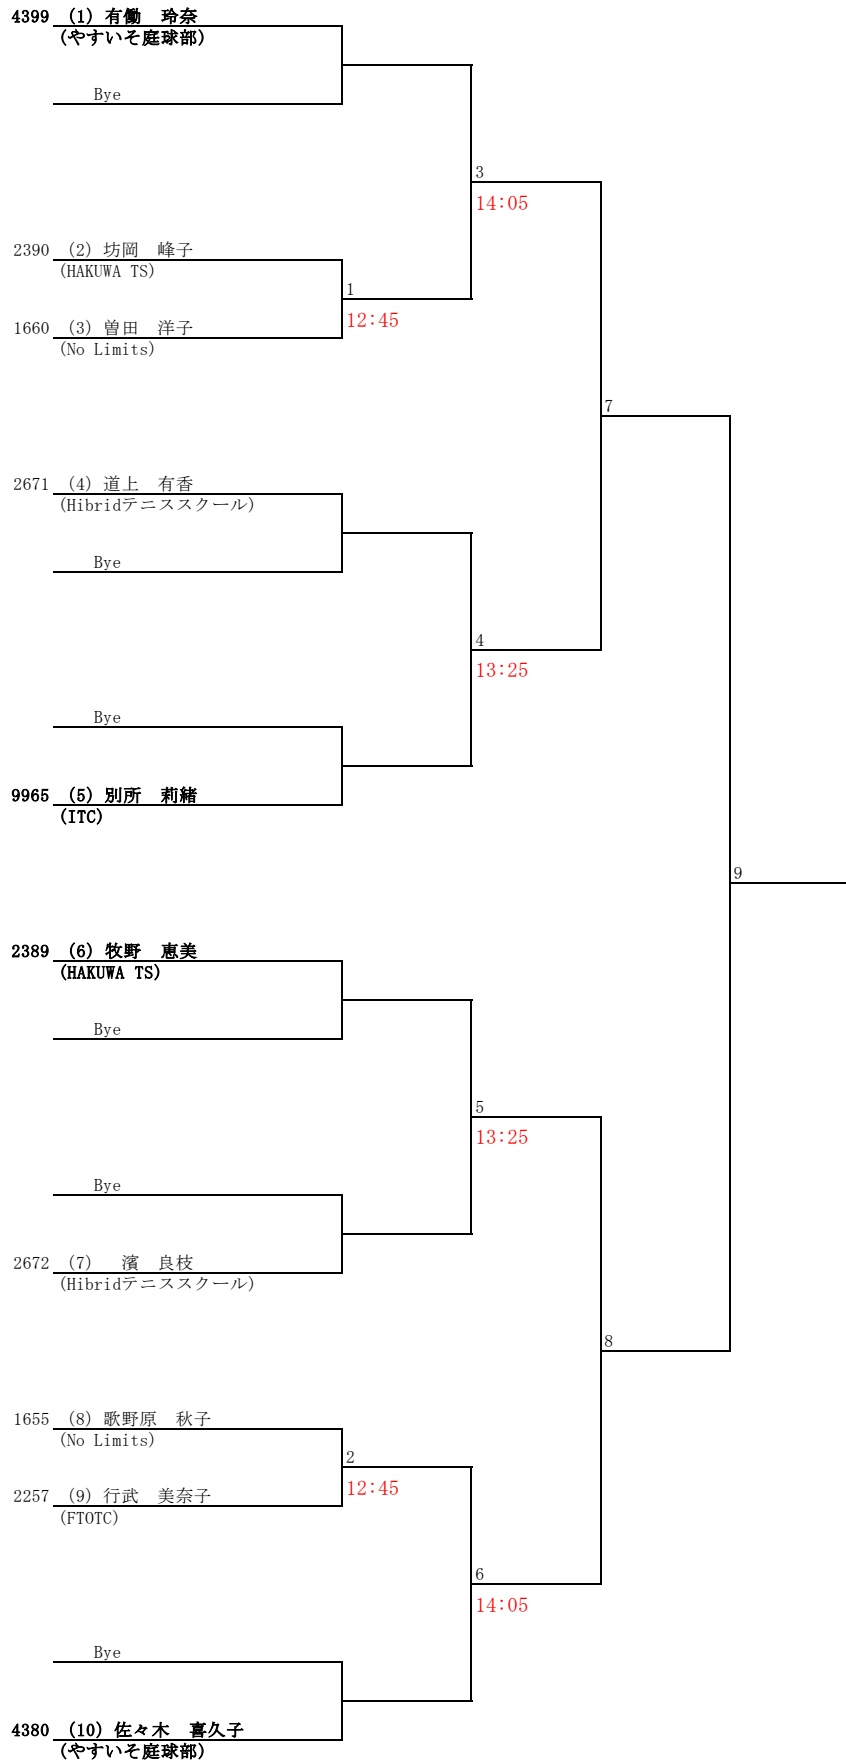 4399 (1) 有働　玲奈
(やすいそ庭球部)
Bye
3
14:05
2390 (2) 坊岡　峰子
(HAKUWA TS)
1
12:45
1660 (3) 曽田　洋子
(No Limits)
7
2671 (4) 道上　有香
(Hibridテニススクール)
Bye
4
13:25
Bye
9965 (5) 別所　莉緒
(ITC)
9
2389 (6) 牧野　恵美
(HAKUWA TS)
Bye
5
13:25
Bye
2672 (7) 　濱　良枝
(Hibridテニススクール)
8
1655 (8) 歌野原　秋子
(No Limits)
2
12:45
2257 (9) 行武　美奈子
(FTOTC)
6
14:05
Bye
4380 (10) 佐々木　喜久子
(やすいそ庭球部)